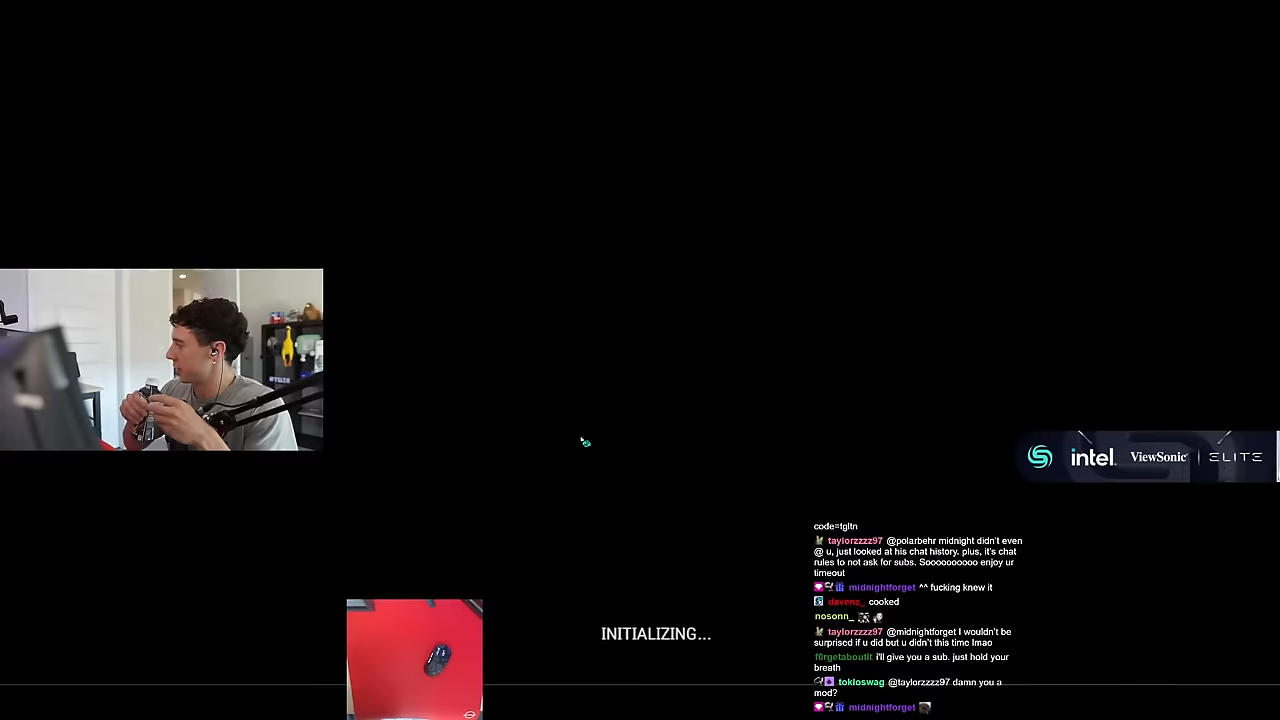 intel.
ViewSonic
ELITE
code=tgltn
taylorzzzz97 @polarbehr midnight didn't even
@ u, just looked at his chat history. plus, it's chat
rules to not ask for subs. Soooooooooo enjoy ur
timeout
midnightforget ^^ fucking knew it
davenz_ cooked
nosonn_
taylorzzzz97 @midnightforget I wouldn't be
surprised if u did but u didn't this time lmao
f0rgetaboutit i'll give you a sub. just hold your
breath
tokioswag @taylorzzzz97 damn you a
mod?
midnightforget
INITIALIZING...